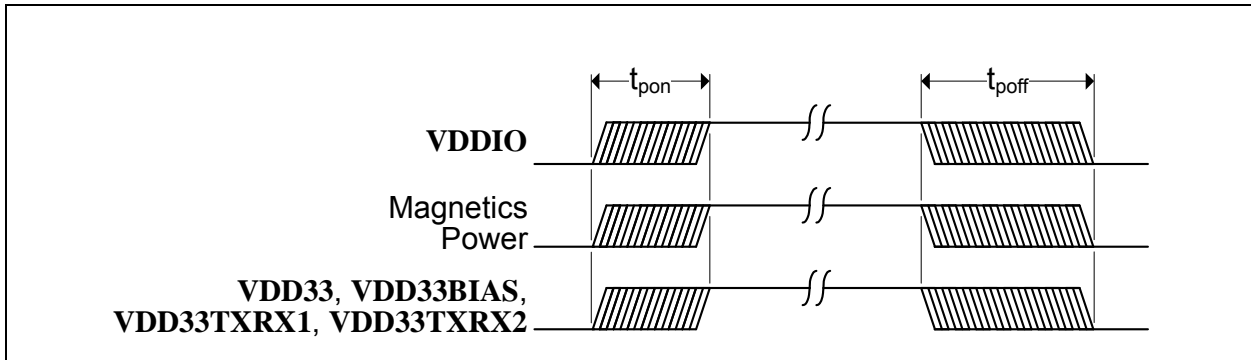 tpon
tpoff
VDDIO
Magnetics
Power
VDD33, VDD33BIAS,
VDD33TXRX1, VDD33TXRX2